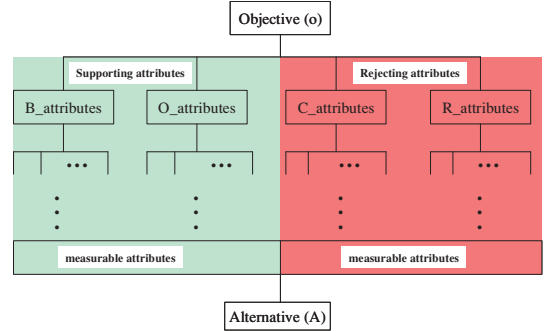 Objective (o)
Supporting attributes
Rejecting attributes
B_attributes
O_attributes
C_attributes
R_attributes
measurable attributes
measurable attributes
Alternative (A)